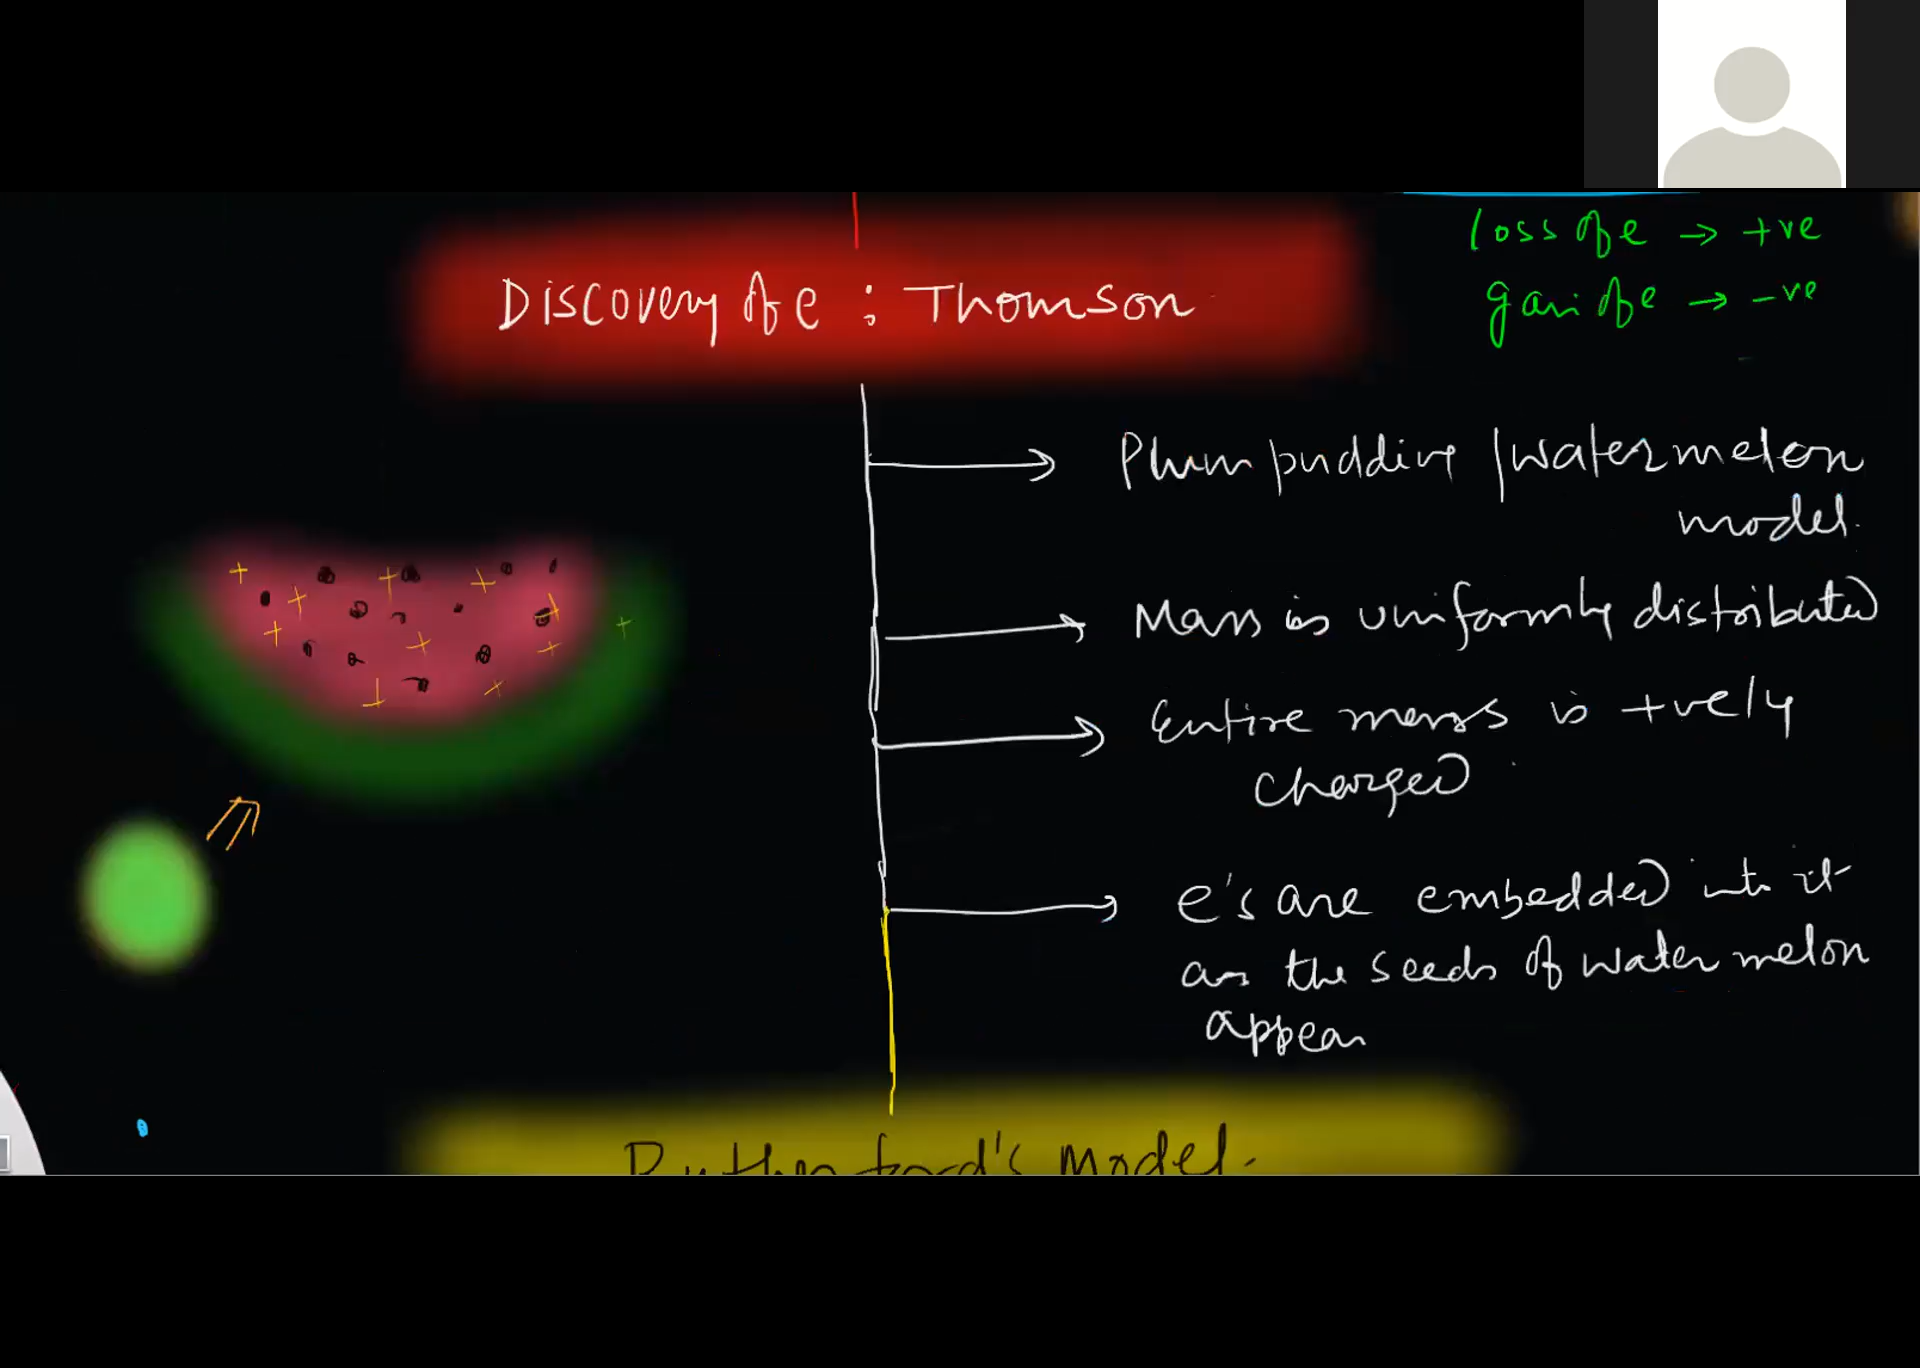 loss of e → +ve
gain of e → -ve
Discovery of e : Thomson
Plum pudding / watermelon
model.
Mass is uniformly distributed
Entire mass is +vely
charged
e's are embedded into it
as the seeds of watermelon
appear
Rutherford's Model.